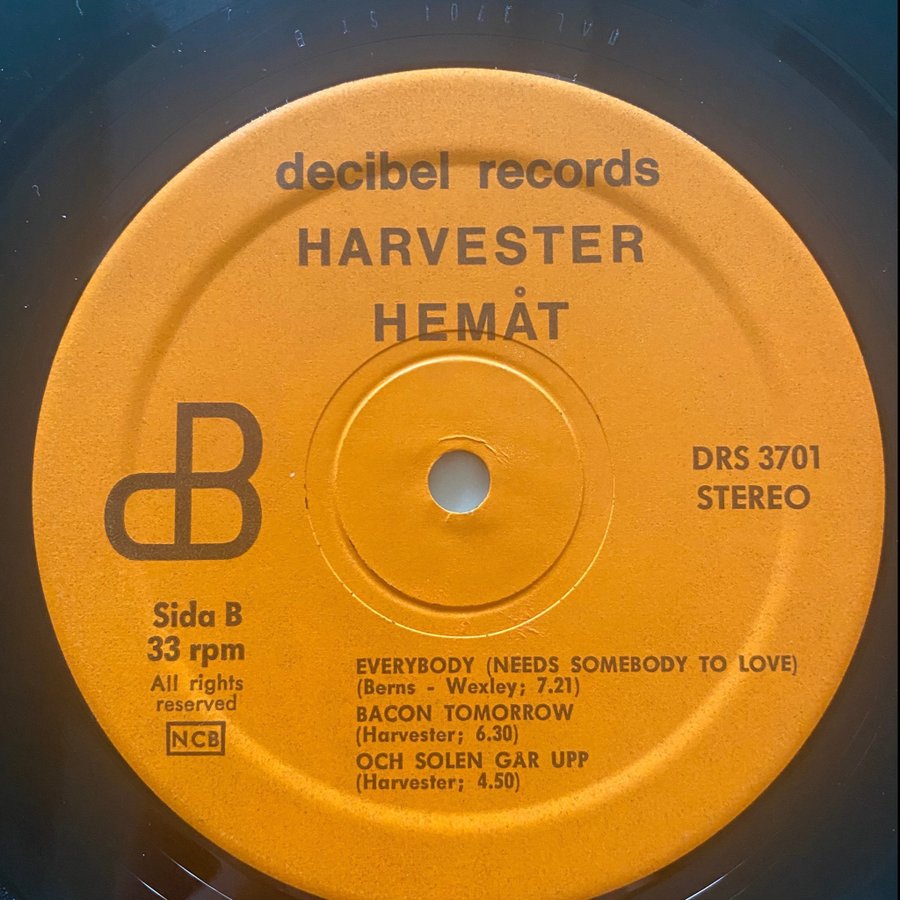 decibel records
HARVESTER
HEMÅT
dB
DRS 3701
STEREO
Sida B
33 rpm
All rights
reserved
NCB
EVERYBODY (NEEDS SOMEBODY TO LOVE)
(Berns - Wexley; 7.21)
BACON TOMORROW
(Harvester; 6.30)
OCH SOLEN GÅR UPP
(Harvester; 4.50)